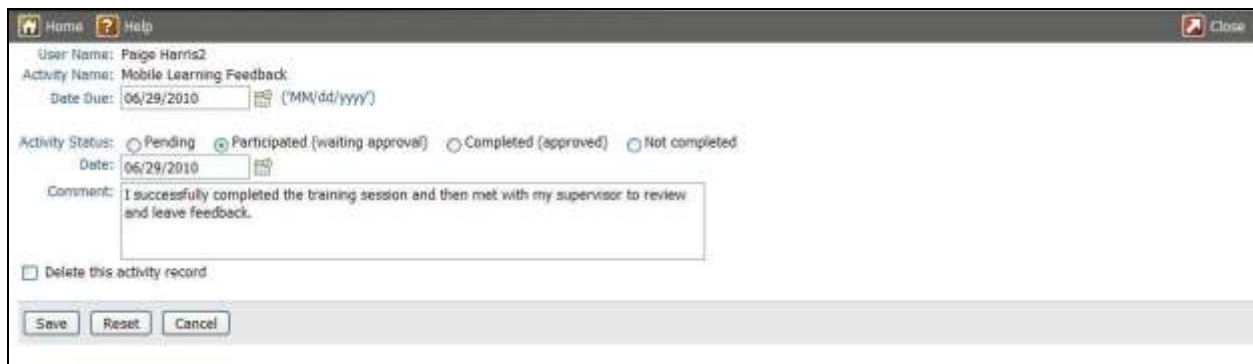 Home Help Close
User Name: Paige Harris2
Activity Name: Mobile Learning Feedback
Date Due: 06/29/2010 ('MM/dd/yyyy')
Activity Status: Pending Participated (waiting approval) Completed (approved) Not completed
Date: 06/29/2010
Comment: I successfully completed the training session and then met with my supervisor to review
and leave feedback.
Delete this activity record
Save Reset Cancel